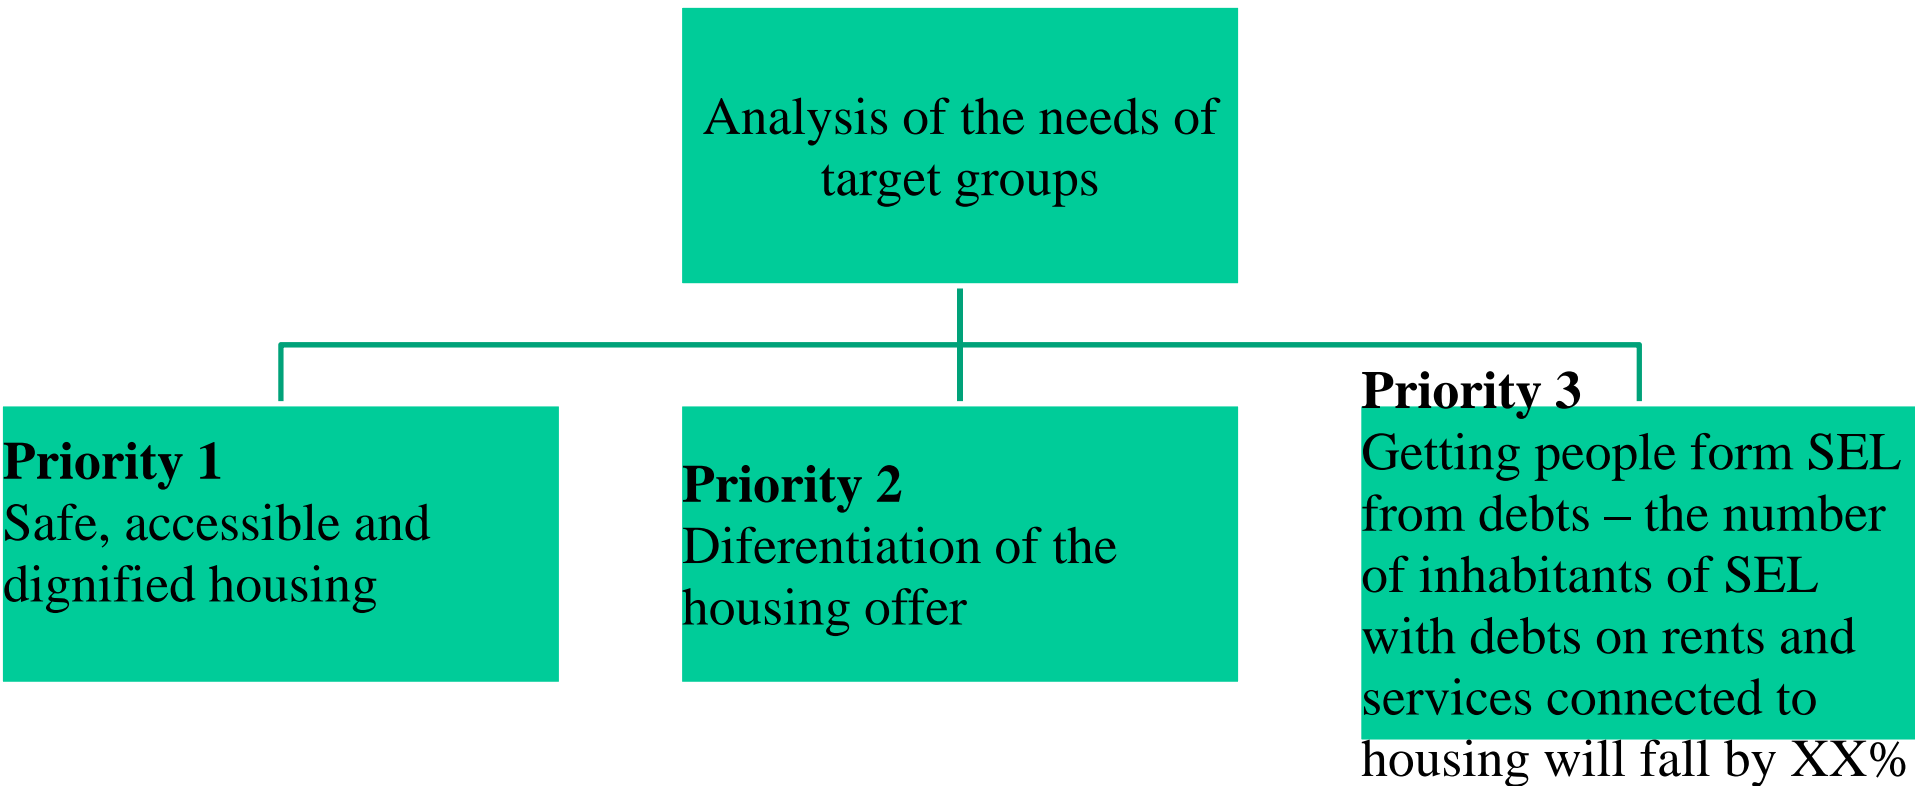 Analysis of the needs of
target groups
Priority 1
Safe, accessible and
dignified housing
Priority 2
Diferentiation of the
housing offer
Priority 3
Getting people form SEL
from debts – the number
of inhabitants of SEL
with debts on rents and
services connected to
housing will fall by XX%